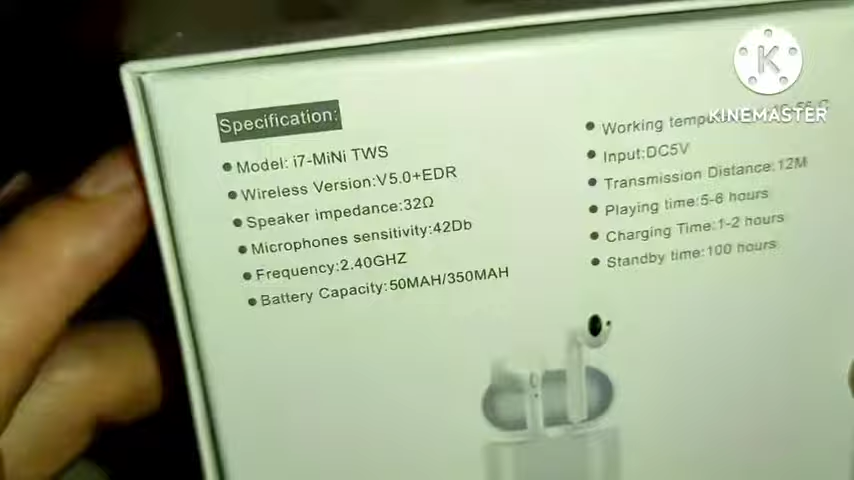 Specification:
Model: i7-MiNi TWS
Wireless Version:V5.0+EDR
Speaker impedance:32Ω
Microphones sensitivity:42Db
Frequency:2.40GHZ
Battery Capacity:50MAH/350MAH
Working
Input:DC5V
Transmission Distance:12M
Playing time:5-6 hours
Charging Time:1-2 hours
Standby time:100 hours
K
KINEMASTER